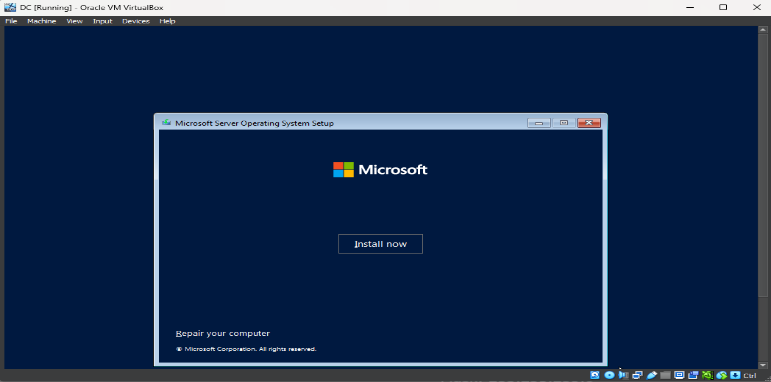 DC [Running] - Oracle VM VirtualBox
File Machine View Input Devices Help
Microsoft Server Operating System Setup
Microsoft
Install now
Repair your computer
© Microsoft Corporation. All rights reserved.
Ctrl